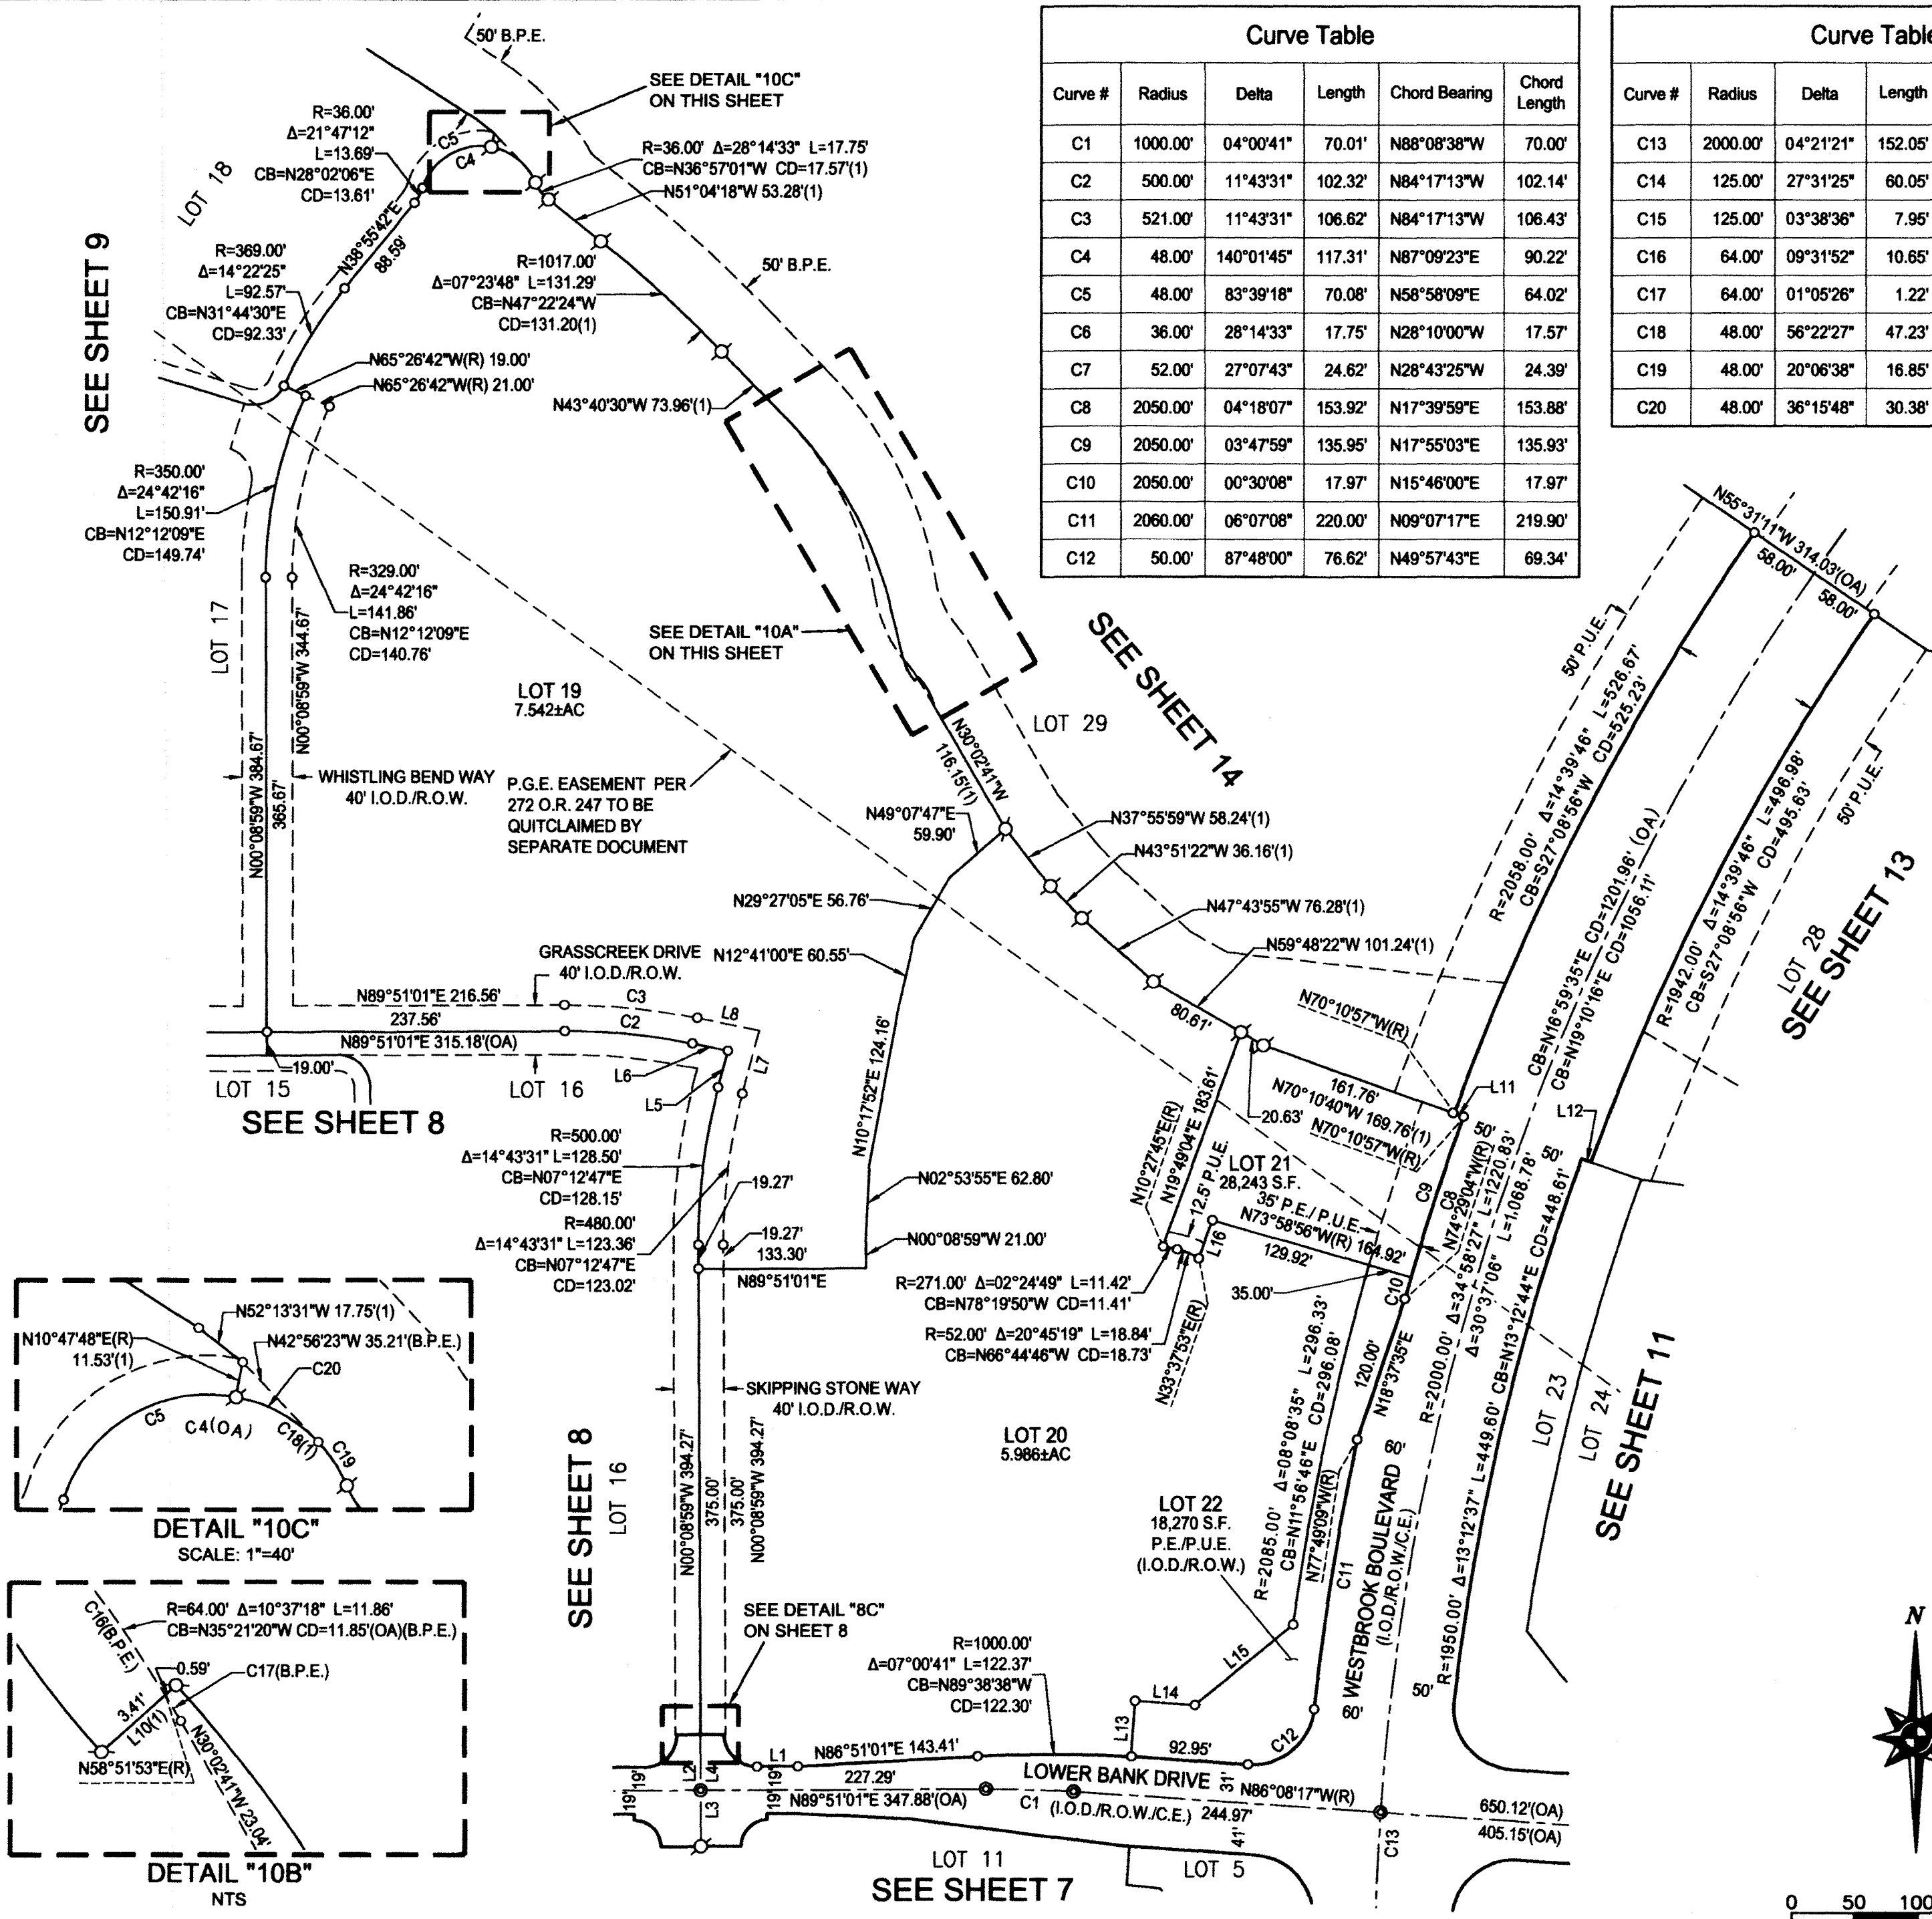 50' B.P.E.
SEE DETAIL "10C"
ON THIS SHEET
R=36.00'
Δ=21°47'12"
L=13.69'
CB=N28°02'06"E
CD=13.61'
C5
C4
R=36.00' Δ=28°14'33" L=17.75'
CB=N36°57'01"W CD=17.57'(1)
N51°04'18"W 53.28'(1)
LOT 18
SEE SHEET 9
N38°55'42"E
88.59'
R=369.00'
Δ=14°22'25"
L=92.57'
CB=N31°44'30"E
CD=92.33'
R=1017.00'
Δ=07°23'48" L=131.29'
CB=N47°22'24"W
CD=131.20(1)
50' B.P.E.
N65°26'42"W(R) 19.00'
N65°26'42"W(R) 21.00'
N43°40'30"W 73.96'(1)
R=350.00'
Δ=24°42'16"
L=150.91'
CB=N12°12'09"E
CD=149.74'
R=329.00'
Δ=24°42'16"
L=141.86'
CB=N12°12'09"E
CD=140.76'
LOT 17
N00°08'59"W 344.67'
SEE DETAIL "10A"
ON THIS SHEET
LOT 19
7.542±AC
N00°08'59"W 384.67'
365.67'
WHISTLING BEND WAY
40' I.O.D./R.O.W.
P.G.E. EASEMENT PER
272 O.R. 247 TO BE
QUITCLAIMED BY
SEPARATE DOCUMENT
Curve Table
Curve # Radius Delta Length Chord Bearing Chord Length
C1 1000.00' 04°00'41" 70.01' N88°08'38"W 70.00'
C2 500.00' 11°43'31" 102.32' N84°17'13"W 102.14'
C3 521.00' 11°43'31" 106.62' N84°17'13"W 106.43'
C4 48.00' 140°01'45" 117.31' N87°09'23"E 90.22'
C5 48.00' 83°39'18" 70.08' N58°58'09"E 64.02'
C6 36.00' 28°14'33" 17.75' N28°10'00"W 17.57'
C7 52.00' 27°07'43" 24.62' N28°43'25"W 24.39'
C8 2050.00' 04°18'07" 153.92' N17°39'59"E 153.88'
C9 2050.00' 03°47'59" 135.95' N17°55'03"E 135.93'
C10 2050.00' 00°30'08" 17.97' N15°46'00"E 17.97'
C11 2060.00' 06°07'08" 220.00' N09°07'17"E 219.90'
C12 50.00' 87°48'00" 76.62' N49°57'43"E 69.34'
Curve # Radius Delta Length
C13 2000.00' 04°21'21" 152.05'
C14 125.00' 27°31'25" 60.05'
C15 125.00' 03°38'36" 7.95'
C16 64.00' 09°31'52" 10.65'
C17 64.00' 01°05'26" 1.22'
C18 48.00' 56°22'27" 47.23'
C19 48.00' 20°06'38" 16.85'
C20 48.00' 36°15'48" 30.38'
SEE SHEET 14
LOT 29
N30°02'41"W
116.15'(1)
N49°07'47"E
59.90'
N37°55'59"W 58.24'(1)
N43°51'22"W 36.16'(1)
N29°27'05"E 56.76'
N47°43'55"W 76.28'(1)
N12°41'00"E 60.55'
N59°48'22"W 101.24'(1)
80.61'
GRASSCREEK DRIVE
40' I.O.D./R.O.W.
N89°51'01"E 216.56'
C3
L8
237.56'
C2
N89°51'01"E 315.18'(OA)
19.00'
L6
L7
L5
LOT 15
LOT 16
SEE SHEET 8
N10°17'52"E 124.16'
N70°10'57"W(R)
161.76'
N70°10'40"W 169.76'(1)
N70°10'57"W(R)
20.63'
L11
L12
N55°31'11"W 314.03'(OA)
58.00'
58.00'
50' P.U.E.
R=2058.00' Δ=14°39'46" L=526.67'
CB=S27°08'56"W CD=525.23'
CB=N16°59'35"E CD=1201.96' (OA)
CB=N19°10'16"E CD=1056.11'
R=1942.00' Δ=14°39'46" L=496.98'
CB=S27°08'56"W CD=495.63'
50' P.U.E.
LOT 28
SEE SHEET 13
R=500.00'
Δ=14°43'31" L=128.50'
CB=N07°12'47"E
CD=128.15'
R=480.00'
Δ=14°43'31" L=123.36'
CB=N07°12'47"E
CD=123.02'
19.27'
19.27'
133.30'
N89°51'01"E
N02°53'55"E 62.80'
N00°08'59"W 21.00'
N10°27'45"E(R)
N19°49'04"E 183.61'
12.5' P.U.E.
LOT 21
28,243 S.F.
35' P.E./ P.U.E.
N73°58'56"W(R) 164.92'
129.92'
L16
35.00'
C9
C8
C10
N74°29'04"W(R)
50'
50'
R=271.00' Δ=02°24'49" L=11.42'
CB=N78°19'50"W CD=11.41'
R=52.00' Δ=20°45'19" L=18.84'
CB=N66°44'46"W CD=18.73'
N33°37'53"E(R)
R=2000.00' Δ=34°58'27" L=1220.83'
Δ=30°37'06" L=1,068.78'
R=1950.00' Δ=13°12'37" L=449.60' CB=N13°12'44"E CD=448.61'
LOT 23
LOT 24
SEE SHEET 11
120.00'
N18°37'35"E
R=2085.00' Δ=08°08'35" L=296.33'
CB=N11°56'46"E CD=296.08'
N77°49'09"W(R)
60'
C11
WESTBROOK BOULEVARD
(I.O.D./R.O.W./C.E.)
60'
50'
SKIPPING STONE WAY
40' I.O.D./R.O.W.
LOT 20
5.986±AC
SEE SHEET 8
LOT 16
N00°08'59"W 394.27'
375.00'
375.00'
N00°08'59"W 394.27'
LOT 22
18,270 S.F.
P.E./P.U.E.
(I.O.D./R.O.W.)
SEE DETAIL "8C"
ON SHEET 8
R=1000.00'
Δ=07°00'41" L=122.37'
CB=N89°38'38"W
CD=122.30'
L15
L14
L13
C12
L1
N86°51'01"E 143.41'
92.95'
19'
19'
L2
L4
L3
19'
19'
227.29'
N89°51'01"E 347.88'(OA)
LOWER BANK DRIVE
C1
(I.O.D./R.O.W./C.E.) 244.97'
31'
41'
N86°08'17"W(R)
650.12'(OA)
405.15'(OA)
C13
LOT 11
LOT 5
SEE SHEET 7
N52°13'31"W 17.75'(1)
N10°47'48"E(R)
11.53'(1)
N42°56'23"W 35.21'(B.P.E.)
C20
C5
C4(OA)
C18(1)
C19
DETAIL "10C"
SCALE: 1"=40'
C16(B.P.E.)
R=64.00' Δ=10°37'18" L=11.86'
CB=N35°21'20"W CD=11.85'(OA)(B.P.E.)
0.59'
C17(B.P.E.)
3.41'
L10(1)
N58°51'53"E(R)
N30°02'41"W 23.04'
DETAIL "10B"
NTS
N
0 50 100